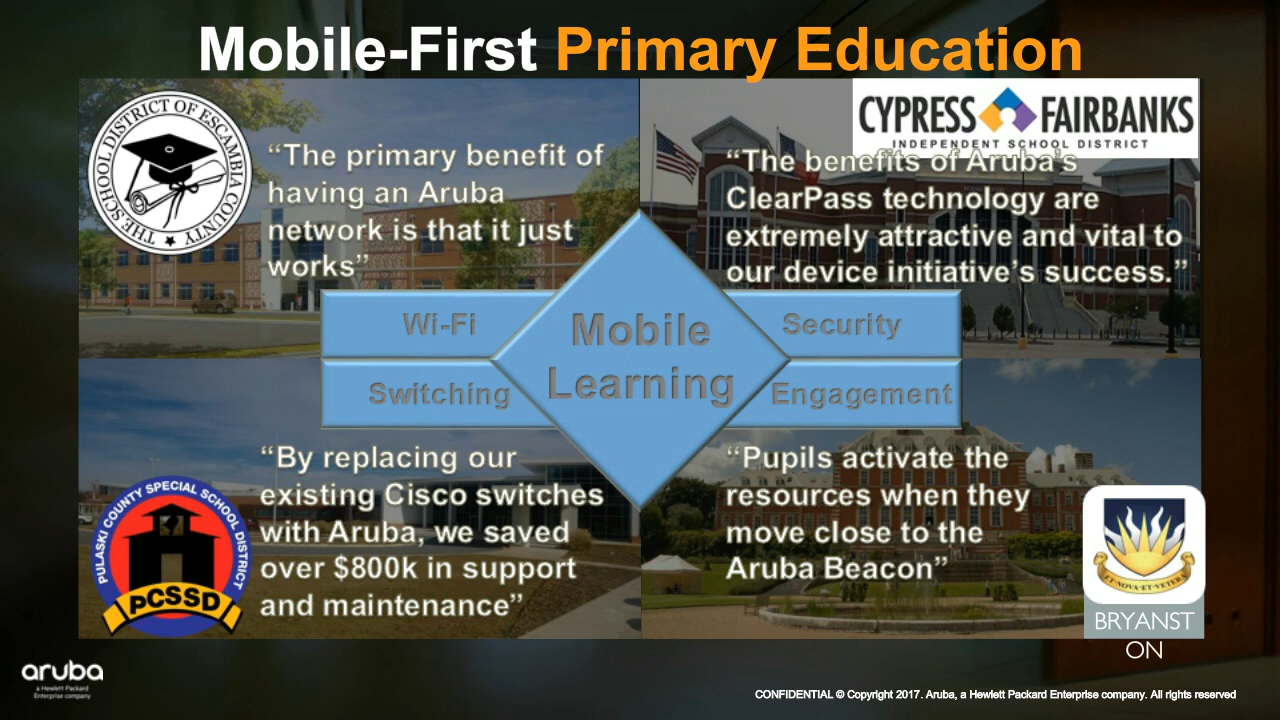 Mobile-First Primary Education
THE SCHOOL DISTRICT OF ESCAMBIA COUNTY
“The primary benefit of
having an Aruba
network is that it just
works”
CYPRESS FAIRBANKS
INDEPENDENT SCHOOL DISTRICT
“The benefits of Aruba’s
ClearPass technology are
extremely attractive and vital to
our device initiative’s success.”
Wi-Fi
Security
Mobile
Learning
Switching
Engagement
PULASKI COUNTY SPECIAL SCHOOL DISTRICT
PCSSD
“By replacing our
existing Cisco switches
with Aruba, we saved
over $800k in support
and maintenance”
“Pupils activate the
resources when they
move close to the
Aruba Beacon”
ET·NOVA·ET·VETERA
BRYANST
ON
aruba
a Hewlett Packard
Enterprise company
CONFIDENTIAL © Copyright 2017. Aruba, a Hewlett Packard Enterprise company. All rights reserved